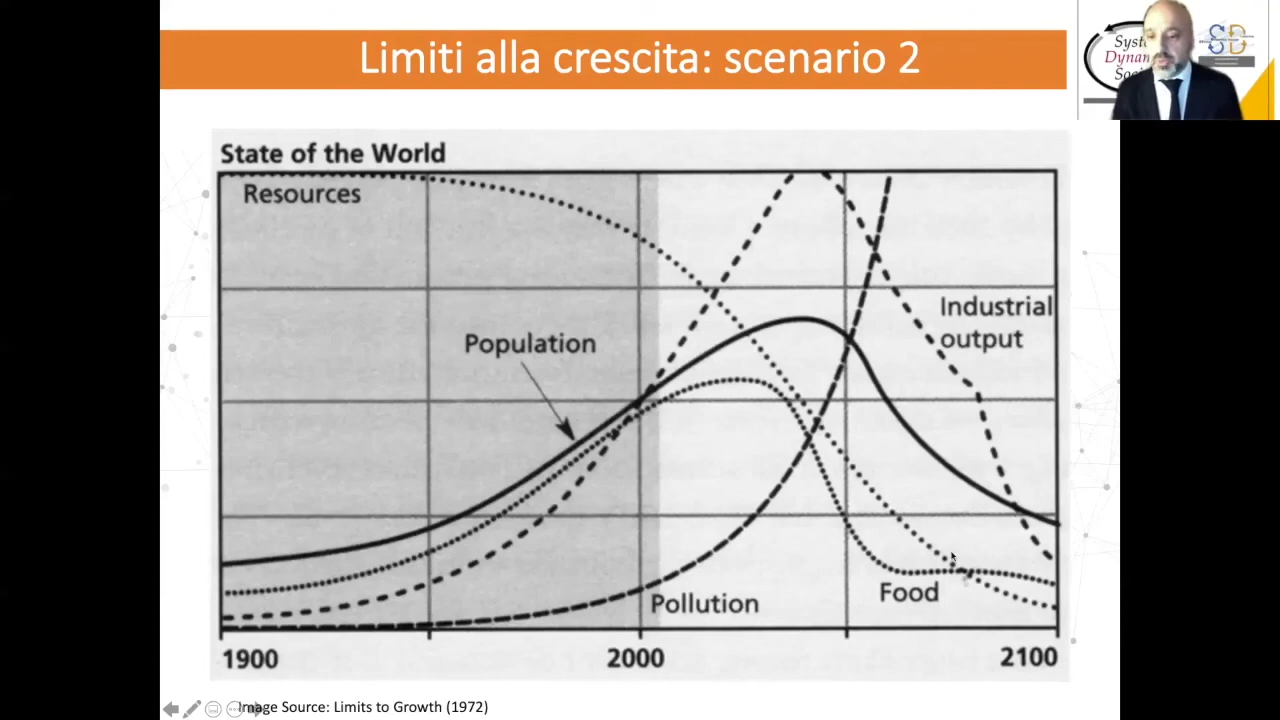 Limiti alla crescita: scenario 2
Dynan
State of the World
Resources
Population
Industrial
output
Pollution
Food
1900
2000
2100
Image Source: Limits to Growth (1972)